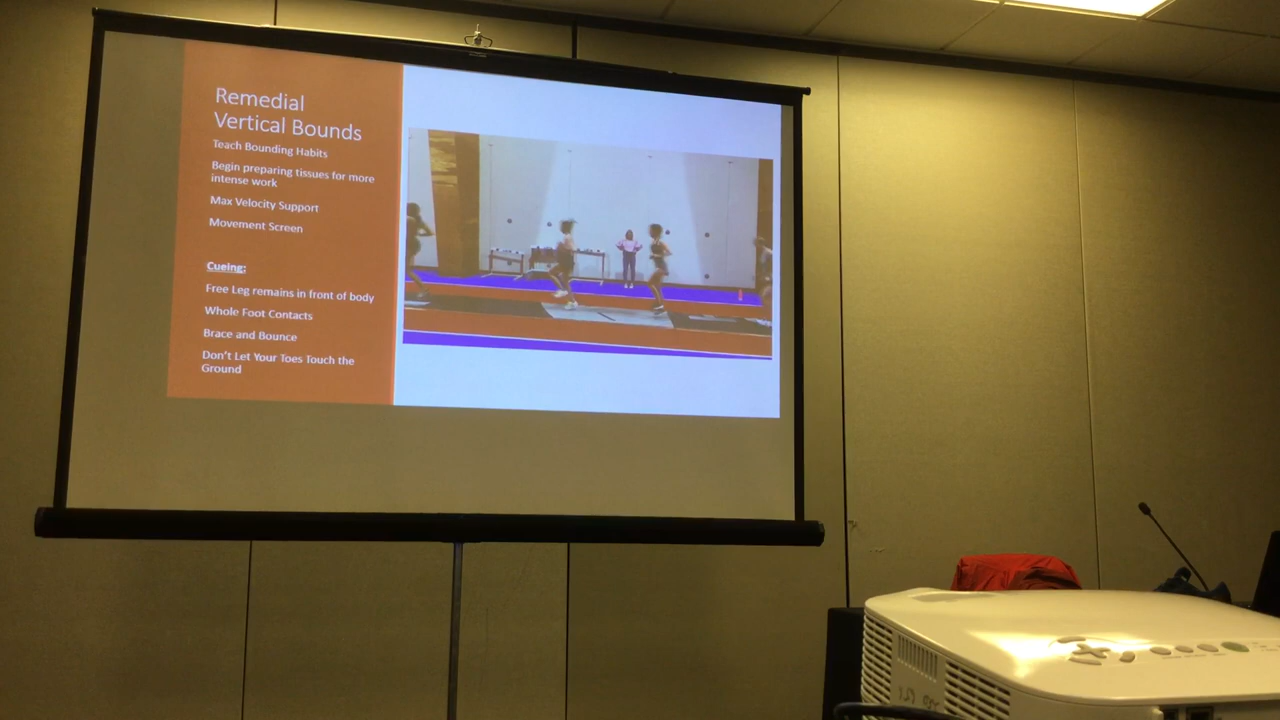 Remedial
Vertical Bounds
Teach Bounding Habits
Begin preparing tissues for more
intense work
Max Velocity Support
Movement Screen
Cueing:
Free Leg remains in front of body
Whole Foot Contacts
Brace and Bounce
Don't Let Your Toes Touch the
Ground